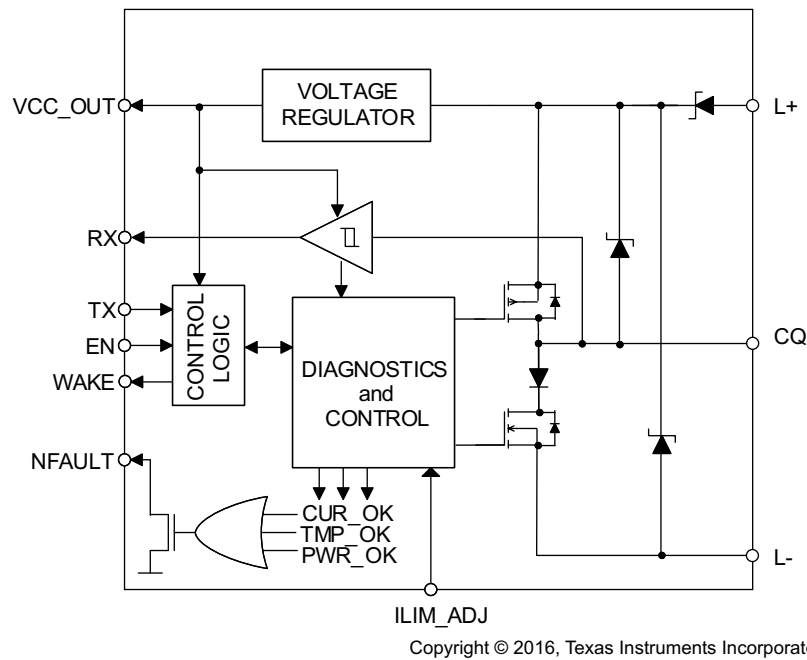 VOLTAGE
REGULATOR
VCC_OUT
L+
RX
TX
EN
WAKE
CONTROL
LOGIC
DIAGNOSTICS
and
CONTROL
CQ
NFAULT
CUR_OK
TMP_OK
PWR_OK
L-
ILIM_ADJ
Copyright © 2016, Texas Instruments Incorporat